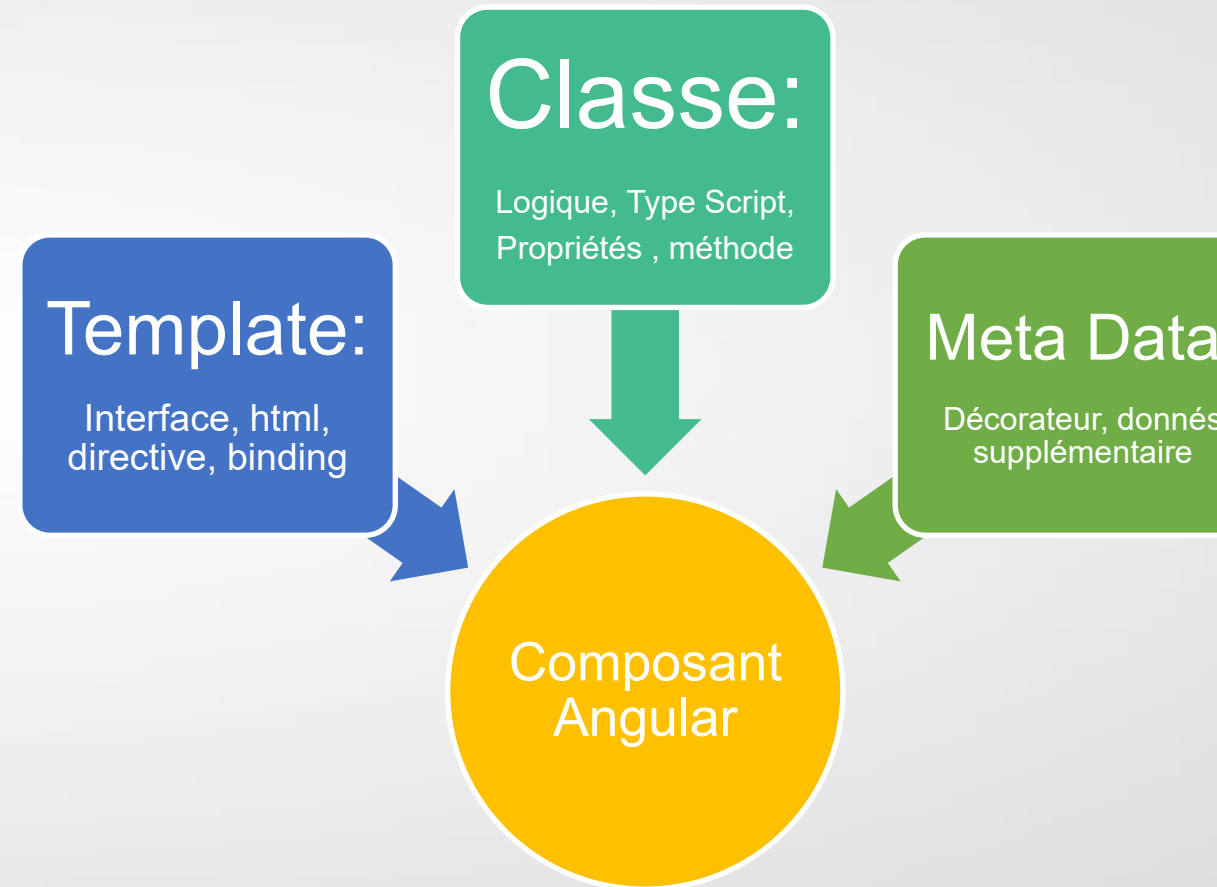 Classe:
Logique, Type Script,
Propriétés , méthode
Template:
Interface, html,
directive, binding
Meta Data
Décorateur, donnés
supplémentaire
Composant
Angular